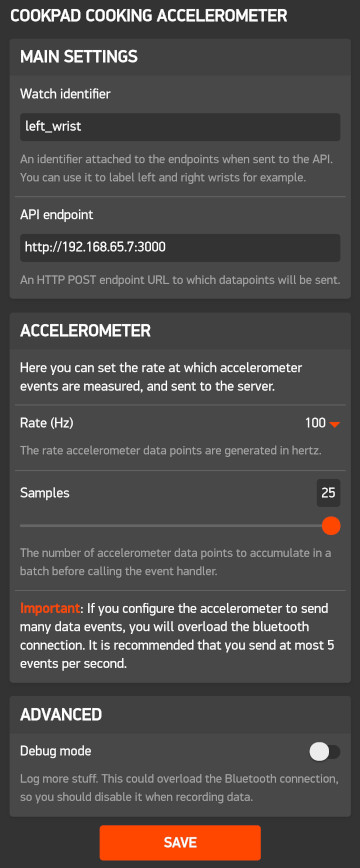 COOKPAD COOKING ACCELEROMETER
MAIN SETTINGS
Watch identifier
left_wrist
An identifier attached to the endpoints when sent to the API.
You can use it to label left and right wrists for example.
API endpoint
http://192.168.65.7:3000
An HTTP POST endpoint URL to which datapoints will be sent.
ACCELEROMETER
Here you can set the rate at which accelerometer
events are measured, and sent to the server.
Rate (Hz) 100
The rate accelerometer data points are generated in hertz.
Samples 25
The number of accelerometer data points to accumulate in a
batch before calling the event handler.
Important: If you configure the accelerometer to send
many data events, you will overload the bluetooth
connection. It is recommended that you send at most 5
events per second.
ADVANCED
Debug mode
Log more stuff. This could overload the Bluetooth connection,
so you should disable it when recording data.
SAVE